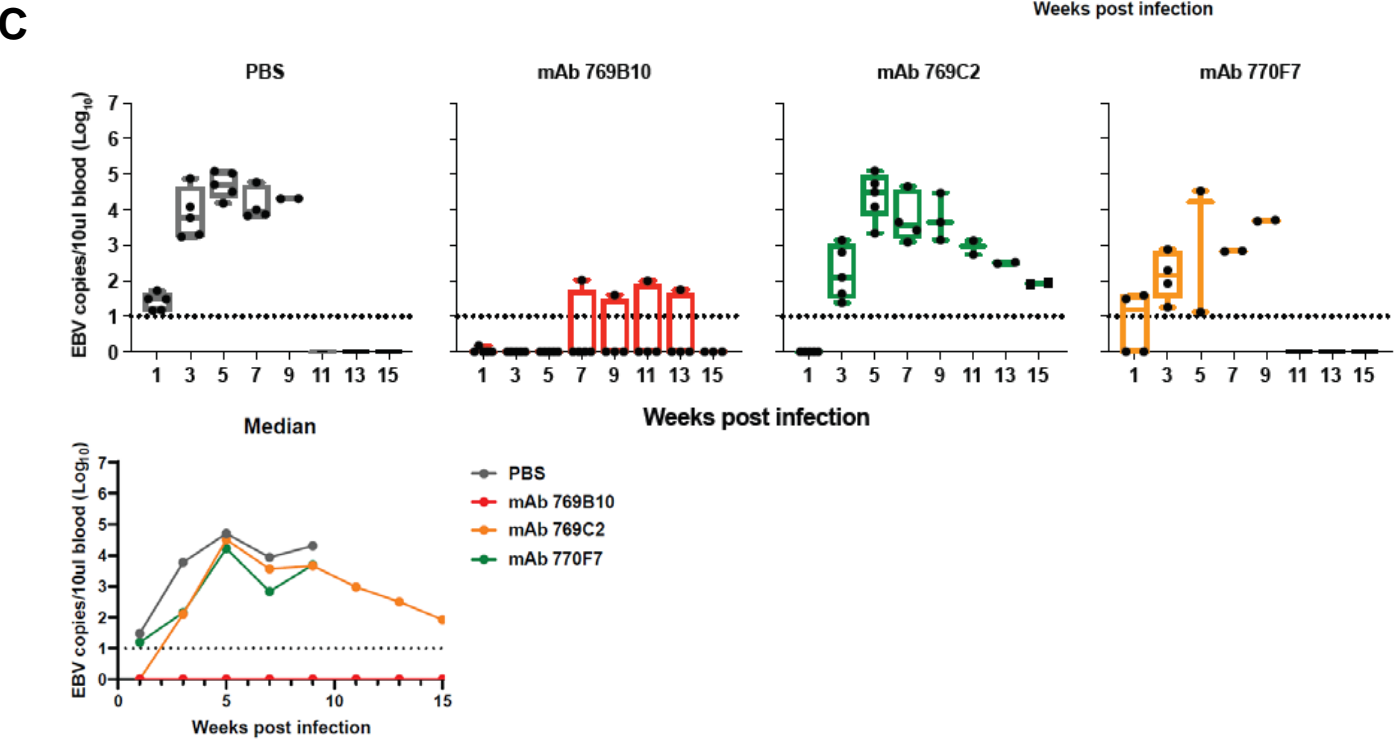 C
Weeks post infection
PBS
mAb 769B10
mAb 769C2
mAb 770F7
EBV copies/10ul blood (Log10)
7
6
5
4
3
2
1
0
1 3 5 7 9 11 13 15
1 3 5 7 9 11 13 15
1 3 5 7 9 11 13 15
1 3 5 7 9 11 13 15
Weeks post infection
Median
EBV copies/10ul blood (Log10)
7
6
5
4
3
2
1
0
0 5 10 15
Weeks post infection
PBS
mAb 769B10
mAb 769C2
mAb 770F7